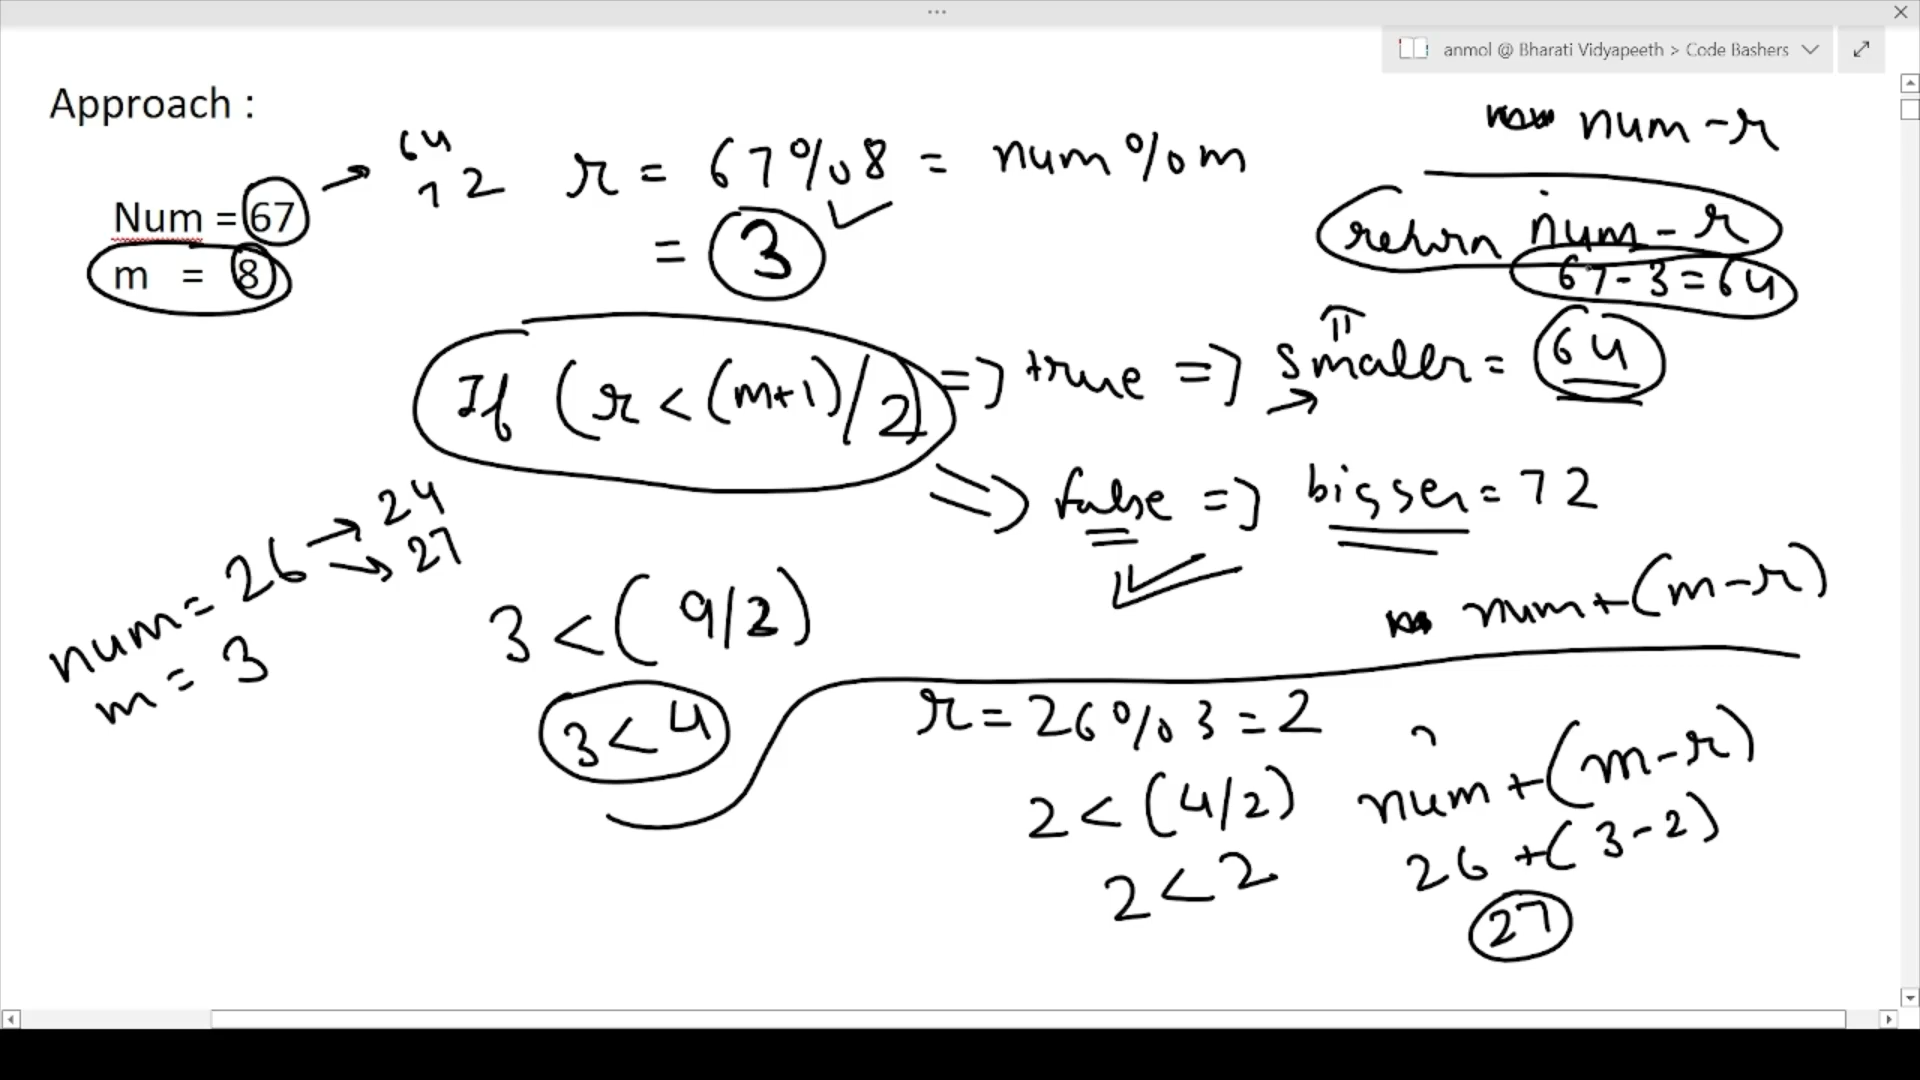 anmol @ Bharati Vidyapeeth > Code Bashers
Approach :
num - r
64
72
r = 67%8 = num%m
Num = 67
= 3
return num - r
m = 8
67 - 3 = 64
If (r < (m+1)/2) => true => smaller = 64
=> false => bigger = 72
num = 26 → 24
→ 27
m = 3
3 < (9/2)
num + (m - r)
3 < 4
r = 26%3 = 2
num + (m - r)
2 < (4/2)
26 + (3 - 2)
2 < 2
27